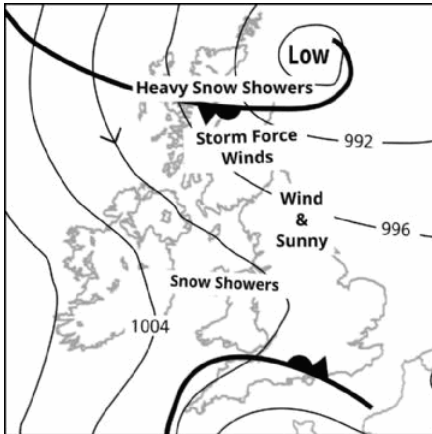 Low
Heavy Snow Showers
Storm Force
Winds
992
Wind
&
Sunny
996
Snow Showers
1004